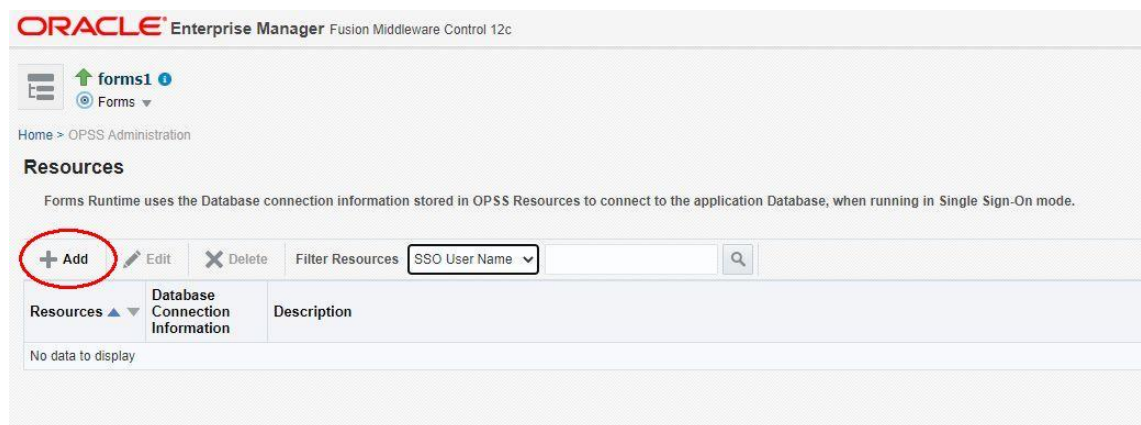 ORACLE Enterprise Manager Fusion Middleware Control 12c
forms1
Forms
Home > OPSS Administration
Resources
Forms Runtime uses the Database connection information stored in OPSS Resources to connect to the application Database, when running in Single Sign-On mode.
Add Edit Delete Filter Resources SSO User Name
Resources Database Connection Information Description
No data to display